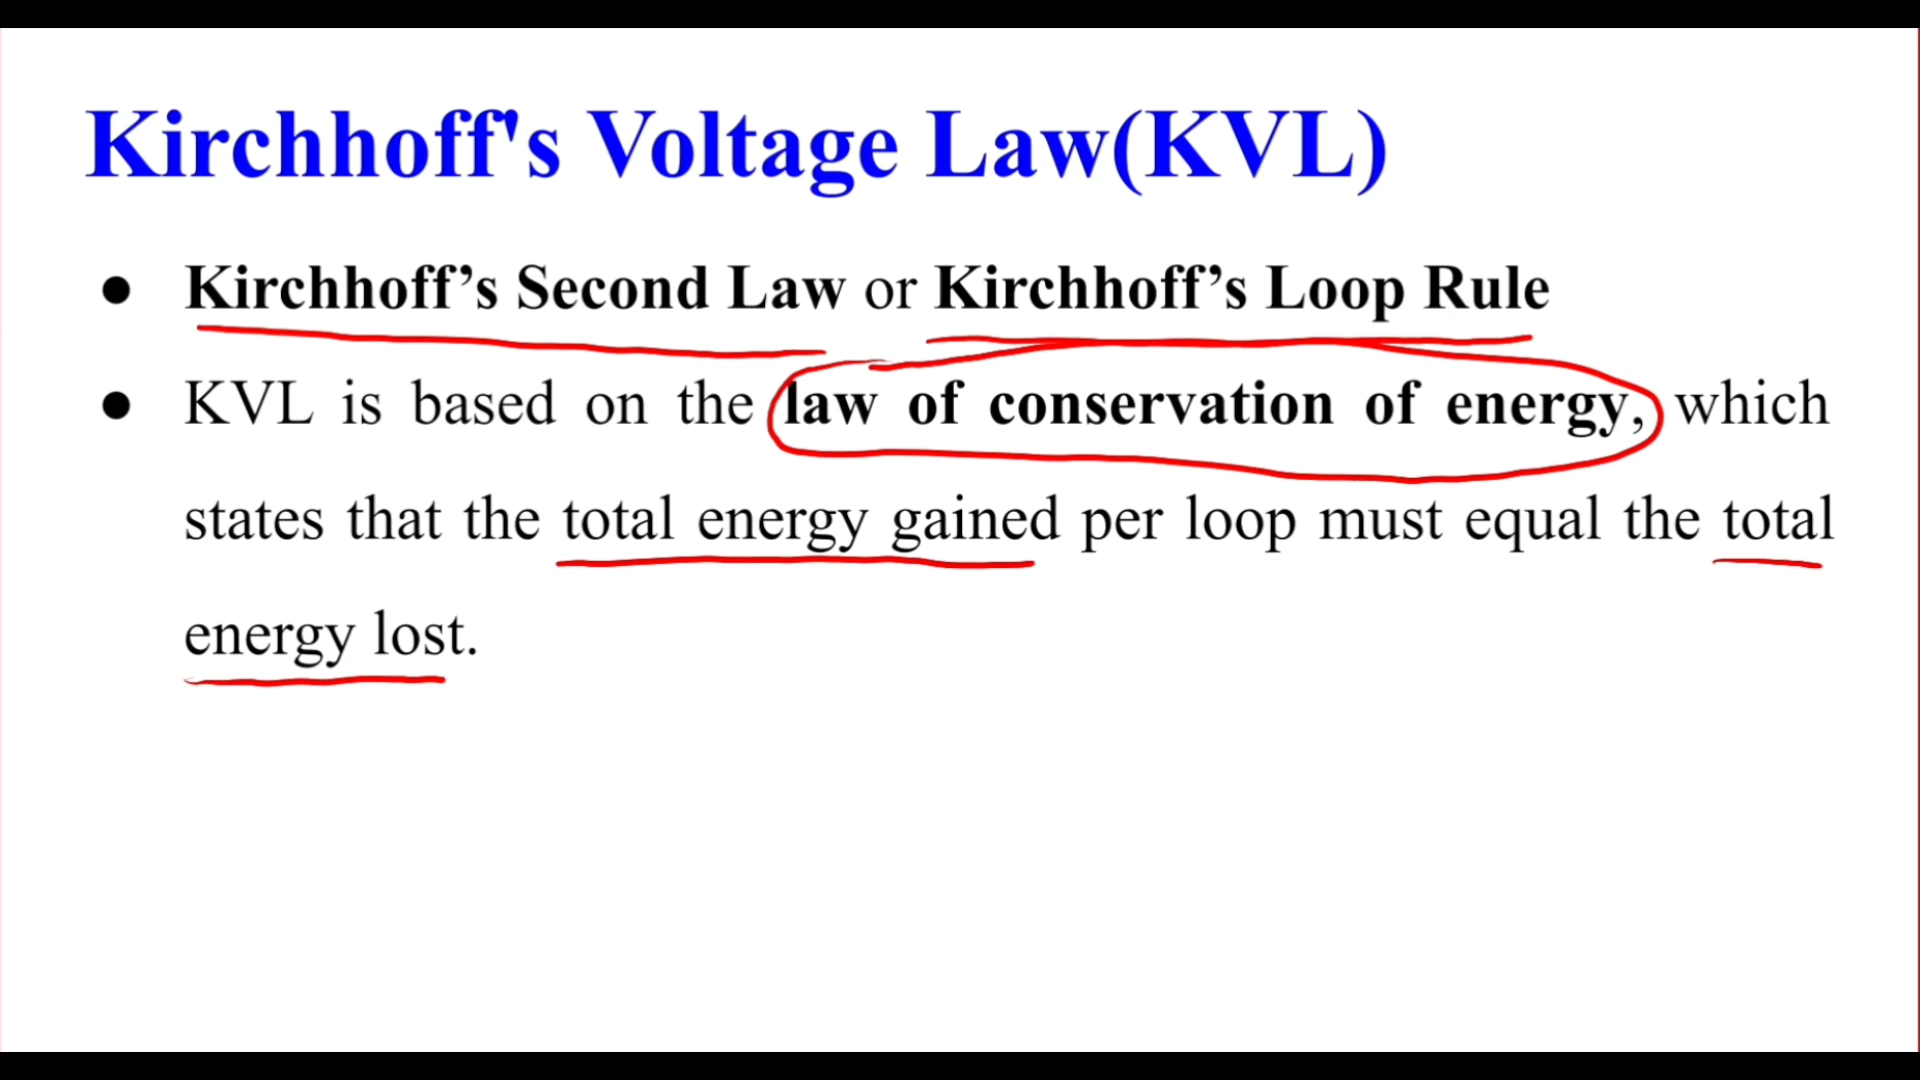 Kirchhoff's Voltage Law(KVL)
● Kirchhoff’s Second Law or Kirchhoff’s Loop Rule
● KVL is based on the law of conservation of energy, which
states that the total energy gained per loop must equal the total
energy lost.